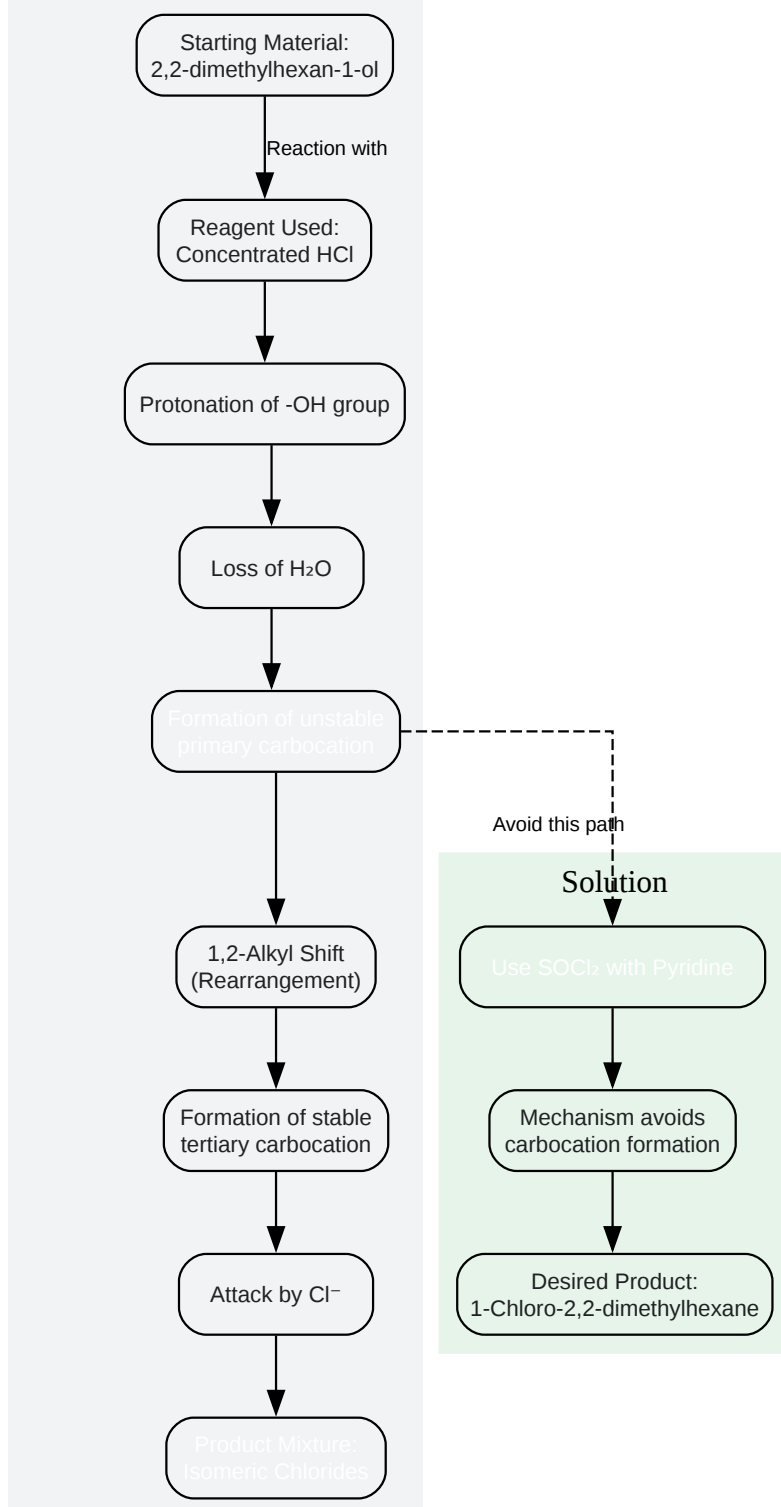 Starting Material:
2,2-dimethylhexan-1-ol
Reaction with
Reagent Used:
Concentrated HCl
Protonation of -OH group
Loss of H₂O
Formation of unstable
primary carbocation
Avoid this path
Solution
1,2-Alkyl Shift
(Rearrangement)
Use SOCl₂ with Pyridine
Formation of stable
tertiary carbocation
Mechanism avoids
carbocation formation
Attack by Cl⁻
Desired Product:
1-Chloro-2,2-dimethylhexane
Product Mixture:
Isomeric Chlorides